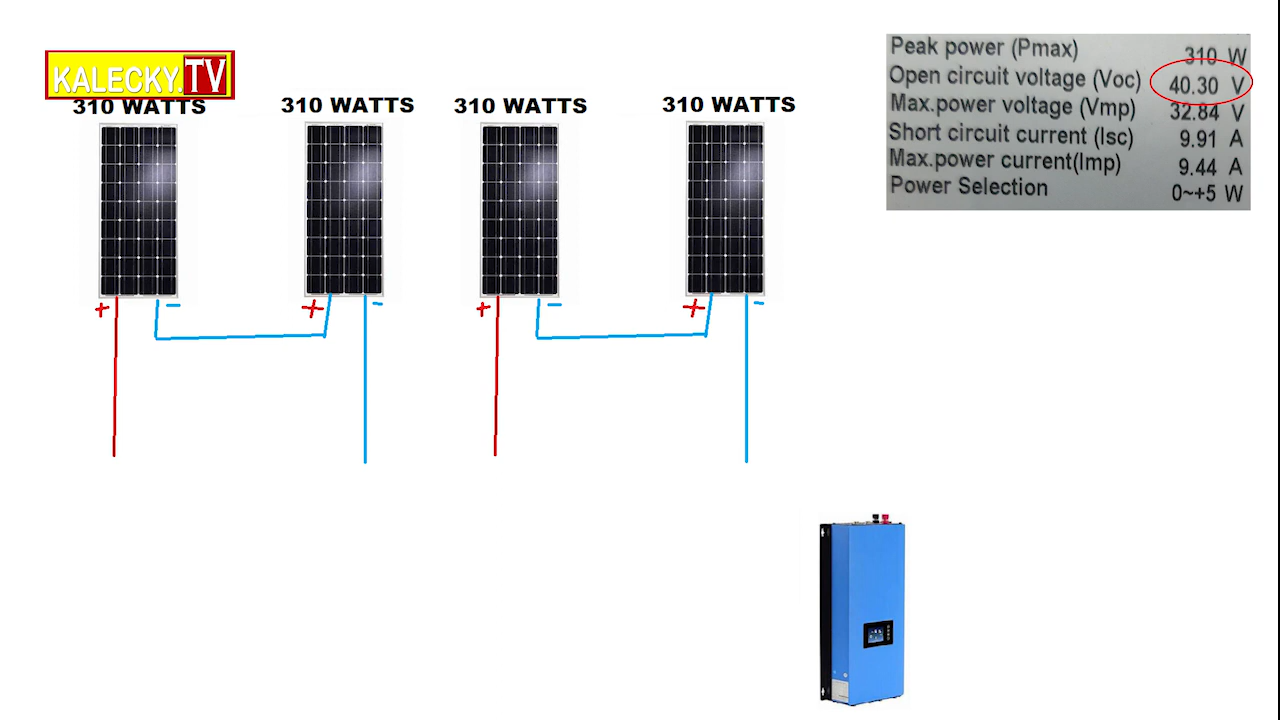 KALECKY.TV
310 WATTS
310 WATTS
310 WATTS
310 WATTS
Peak power (Pmax) 310 W
Open circuit voltage (Voc) 40.30 V
Max.power voltage (Vmp) 32.84 V
Short circuit current (Isc) 9.91 A
Max.power current(Imp) 9.44 A
Power Selection 0~+5 W
+
−
+
-
+
−
+
-